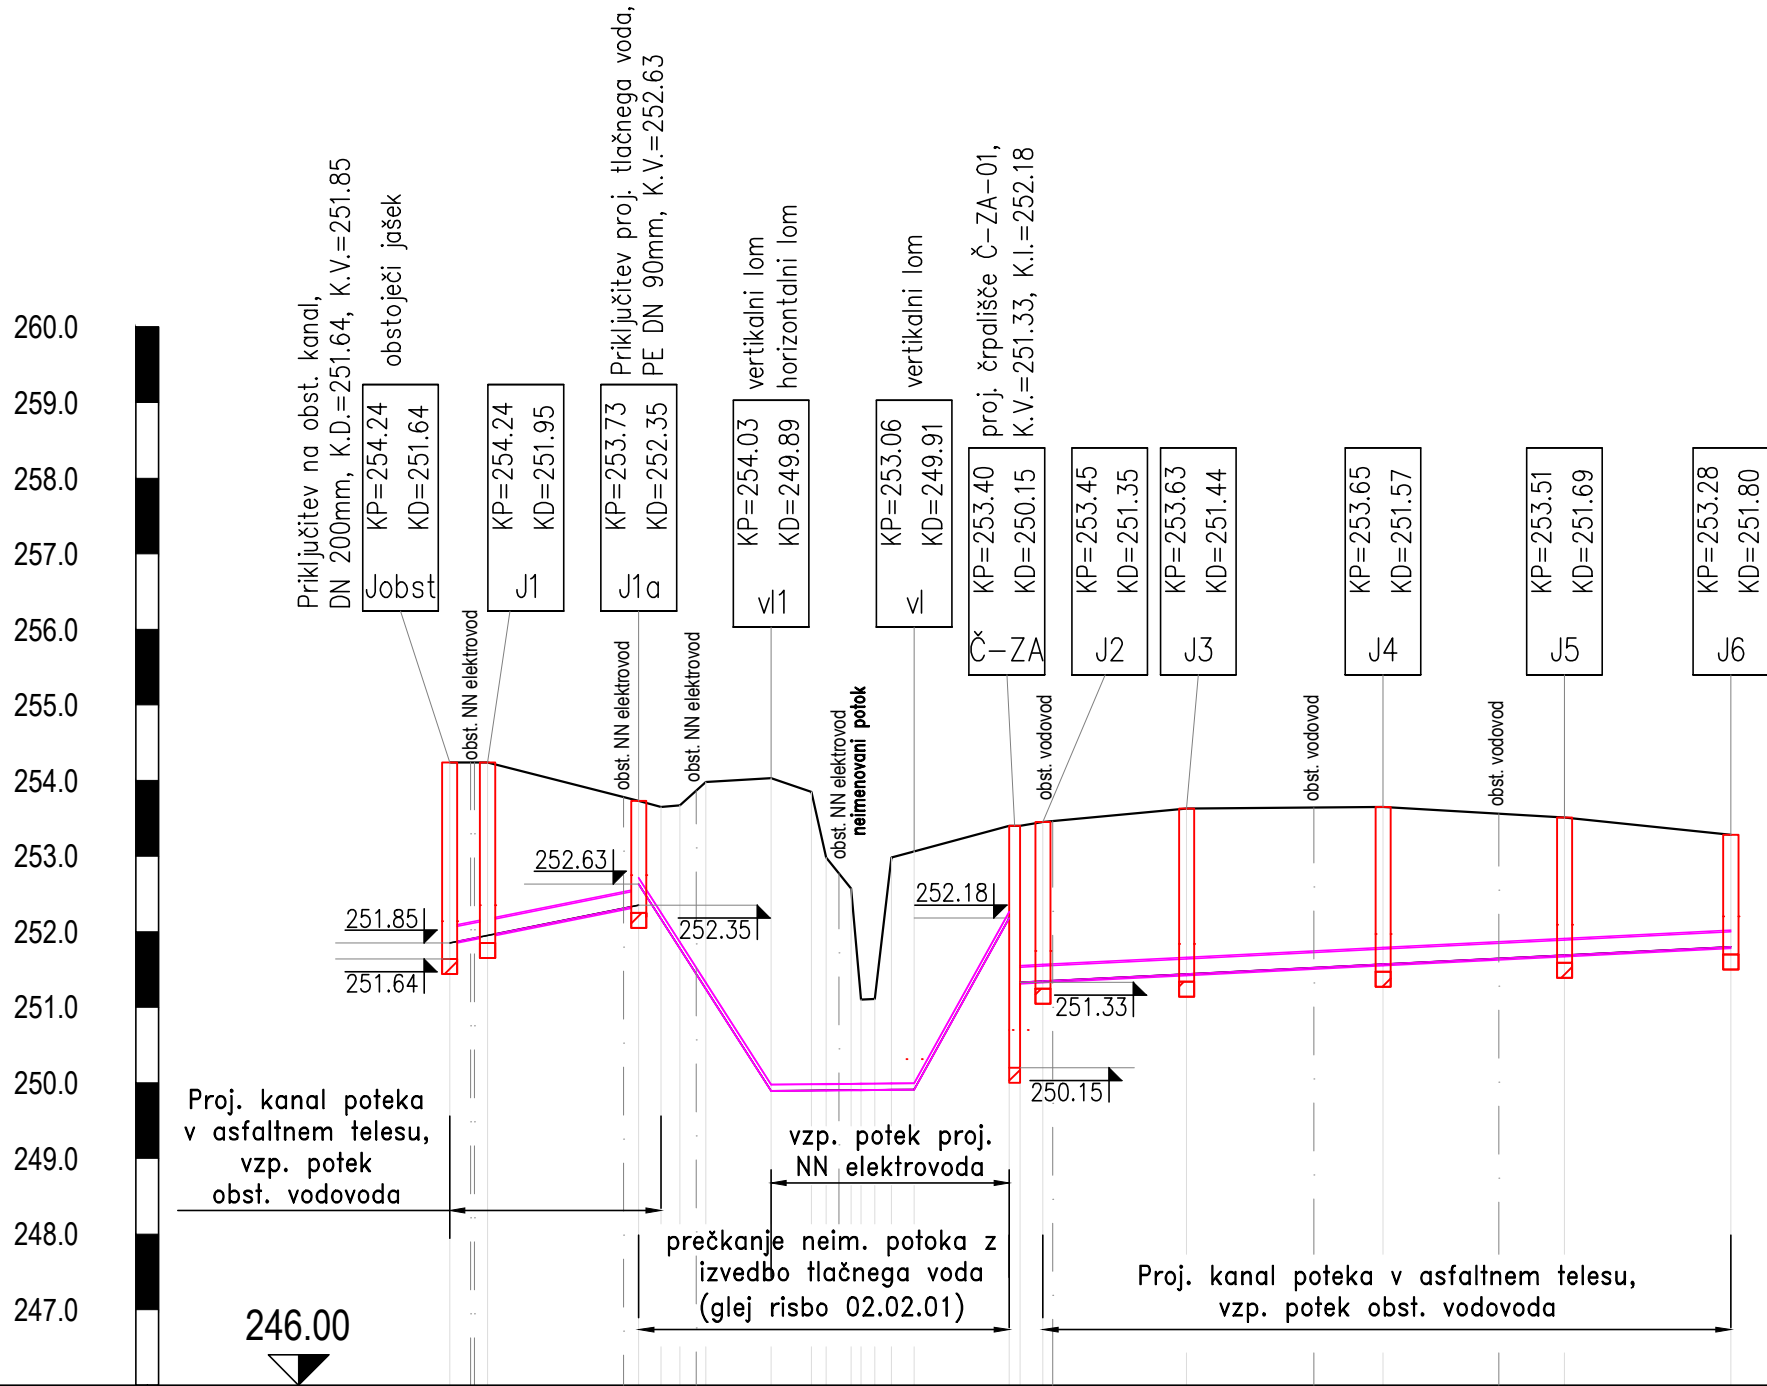 Priključitev na obst. kanal,
DN 200mm, K.D.=251.64, K.V.=251.85
obstoječi jašek
Priključitev proj. tlačnega voda,
PE DN 90mm, K.V.=252.63
vertikalni lom
horizontalni lom
vertikalni lom
proj. črpališče Č-ZA-01,
K.V.=251.33, K.I.=252.18
KP=254.24
KD=251.64
Jobst
KP=254.24
KD=251.95
J1
KP=253.73
KD=252.35
J1a
KP=254.03
KD=249.89
vl1
KP=253.06
KD=249.91
vl
KP=253.40
KD=250.15
Č-ZA
KP=253.45
KD=251.35
J2
KP=253.63
KD=251.44
J3
KP=253.65
KD=251.57
J4
KP=253.51
KD=251.69
J5
KP=253.28
KD=251.80
J6
260.0
259.0
258.0
257.0
256.0
255.0
254.0
253.0
252.0
251.0
250.0
249.0
248.0
247.0
246.00
obst. NN elektrovod
obst. NN elektrovod
obst. NN elektrovod
obst. NN elektrovod
neimenovani potok
obst. vodovod
obst. vodovod
obst. vodovod
251.85
251.64
252.63
252.35
252.18
251.33
250.15
Proj. kanal poteka
v asfaltnem telesu,
vzp. potek
obst. vodovoda
vzp. potek proj.
NN elektrovoda
prečkanje neim. potoka z
izvedbo tlačnega voda
(glej risbo 02.02.01)
Proj. kanal poteka v asfaltnem telesu,
vzp. potek obst. vodovoda